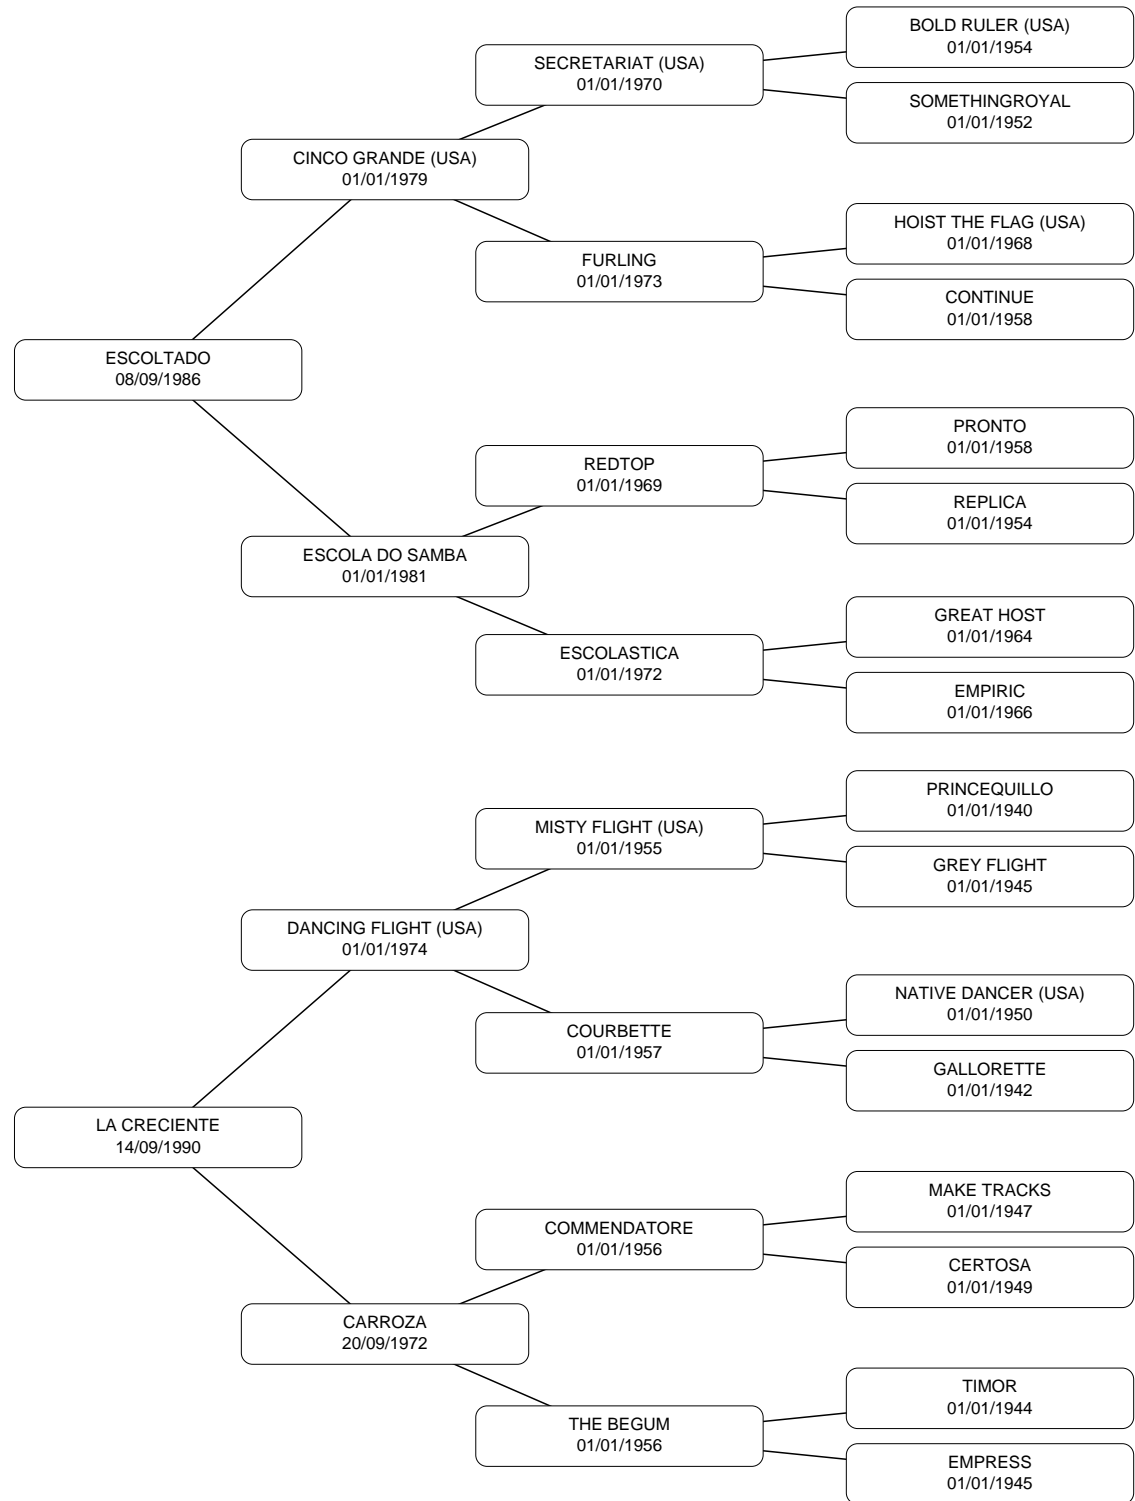 BOLD RULER (USA)
01/01/1954
SECRETARIAT (USA)
01/01/1970
SOMETHINGROYAL
01/01/1952
CINCO GRANDE (USA)
01/01/1979
HOIST THE FLAG (USA)
01/01/1968
FURLING
01/01/1973
CONTINUE
01/01/1958
ESCOLTADO
08/09/1986
PRONTO
01/01/1958
REDTOP
01/01/1969
REPLICA
01/01/1954
ESCOLA DO SAMBA
01/01/1981
GREAT HOST
01/01/1964
ESCOLASTICA
01/01/1972
EMPIRIC
01/01/1966
PRINCEQUILLO
01/01/1940
MISTY FLIGHT (USA)
01/01/1955
GREY FLIGHT
01/01/1945
DANCING FLIGHT (USA)
01/01/1974
NATIVE DANCER (USA)
01/01/1950
COURBETTE
01/01/1957
GALLORETTE
01/01/1942
LA CRECIENTE
14/09/1990
MAKE TRACKS
01/01/1947
COMMENDATORE
01/01/1956
CERTOSA
01/01/1949
CARROZA
20/09/1972
TIMOR
01/01/1944
THE BEGUM
01/01/1956
EMPRESS
01/01/1945